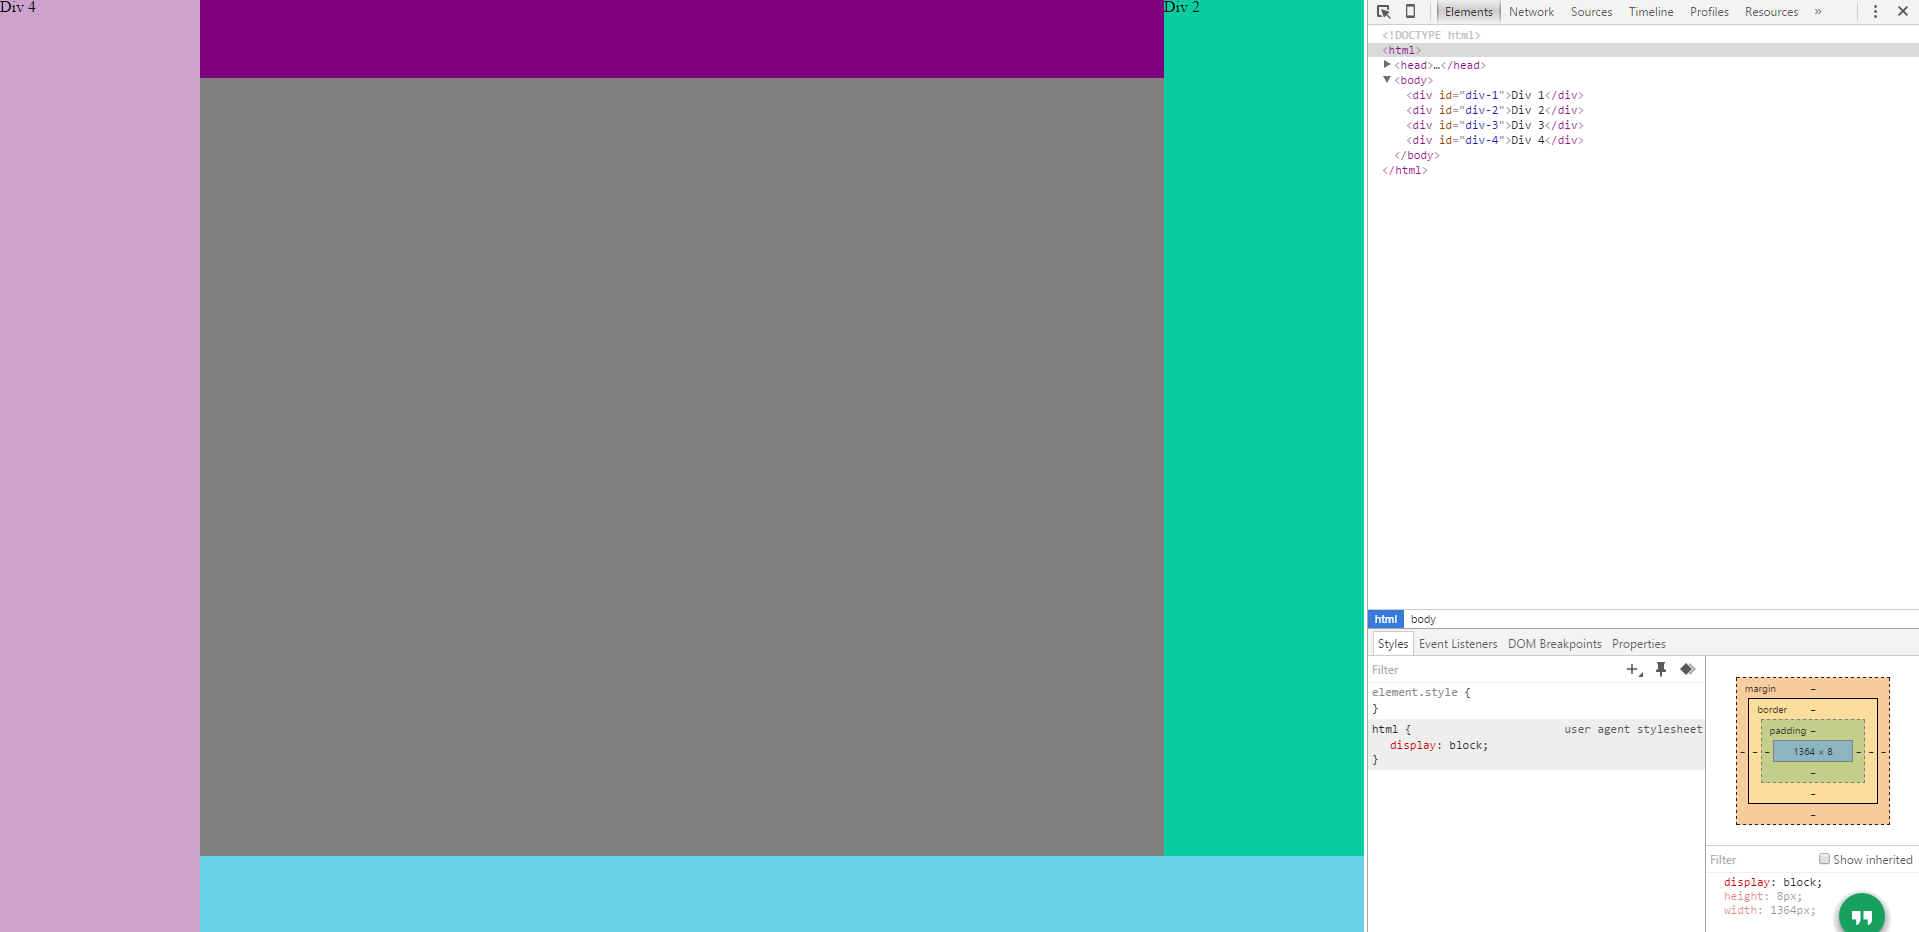 Div 4
Div 2
Elements Network Sources Timeline Profiles Resources »
<!DOCTYPE html>
<html>
▶<head>…</head>
▼<body>
<div id="div-1">Div 1</div>
<div id="div-2">Div 2</div>
<div id="div-3">Div 3</div>
<div id="div-4">Div 4</div>
</body>
</html>
html body
Styles Event Listeners DOM Breakpoints Properties
Filter
element.style {
}
html { user agent stylesheet
display: block;
}
margin –
border –
padding –
– – – 1364 × 8 – – –
–
–
–
Filter Show inherited
display: block;
height: 8px;
width: 1364px;